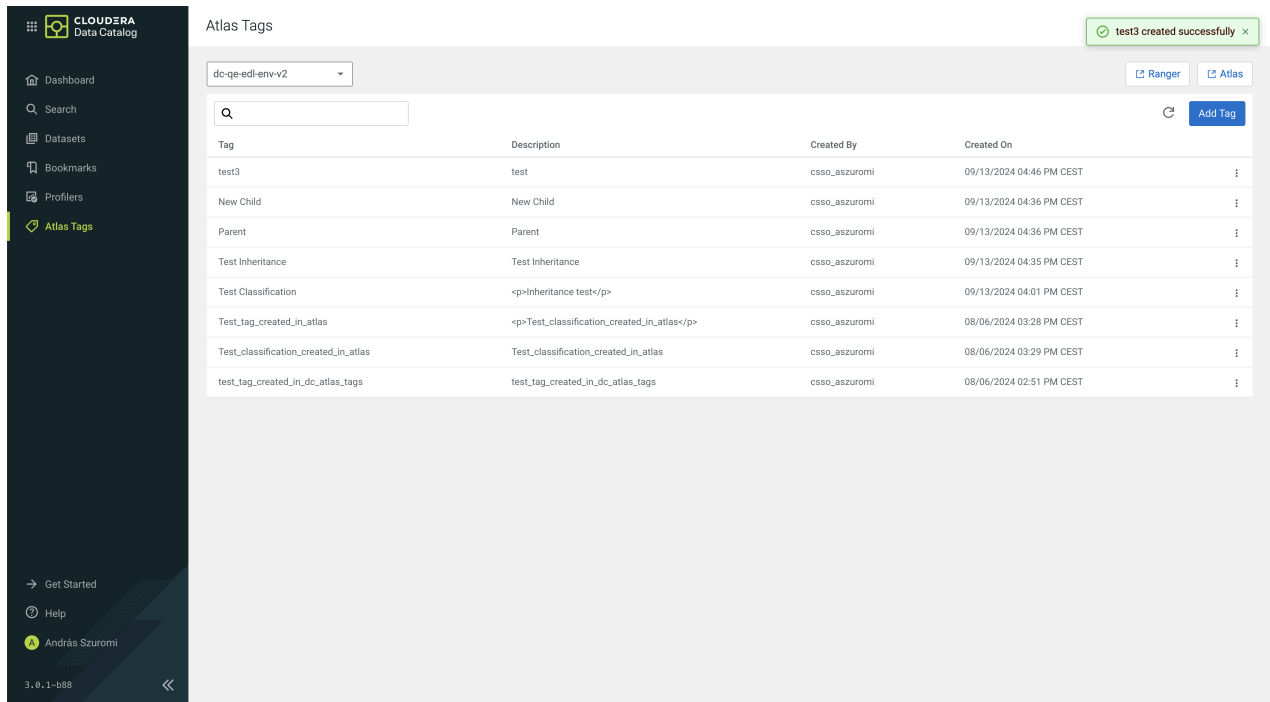 CLOUDERA
Data Catalog
Atlas Tags
test3 created successfully ×
Dashboard
Search
Datasets
Bookmarks
Profilers
Atlas Tags
dc-qe-edl-env-v2
Ranger
Atlas
Add Tag
Tag Description Created By Created On
test3 test csso_aszuromi 09/13/2024 04:46 PM CEST
New Child New Child csso_aszuromi 09/13/2024 04:36 PM CEST
Parent Parent csso_aszuromi 09/13/2024 04:36 PM CEST
Test Inheritance Test Inheritance csso_aszuromi 09/13/2024 04:35 PM CEST
Test Classification <p>Inheritance test</p> csso_aszuromi 09/13/2024 04:01 PM CEST
Test_tag_created_in_atlas <p>Test_classification_created_in_atlas</p> csso_aszuromi 08/06/2024 03:28 PM CEST
Test_classification_created_in_atlas Test_classification_created_in_atlas csso_aszuromi 08/06/2024 03:29 PM CEST
test_tag_created_in_dc_atlas_tags test_tag_created_in_dc_atlas_tags csso_aszuromi 08/06/2024 02:51 PM CEST
Get Started
Help
A András Szuromi
3.0.1-b88